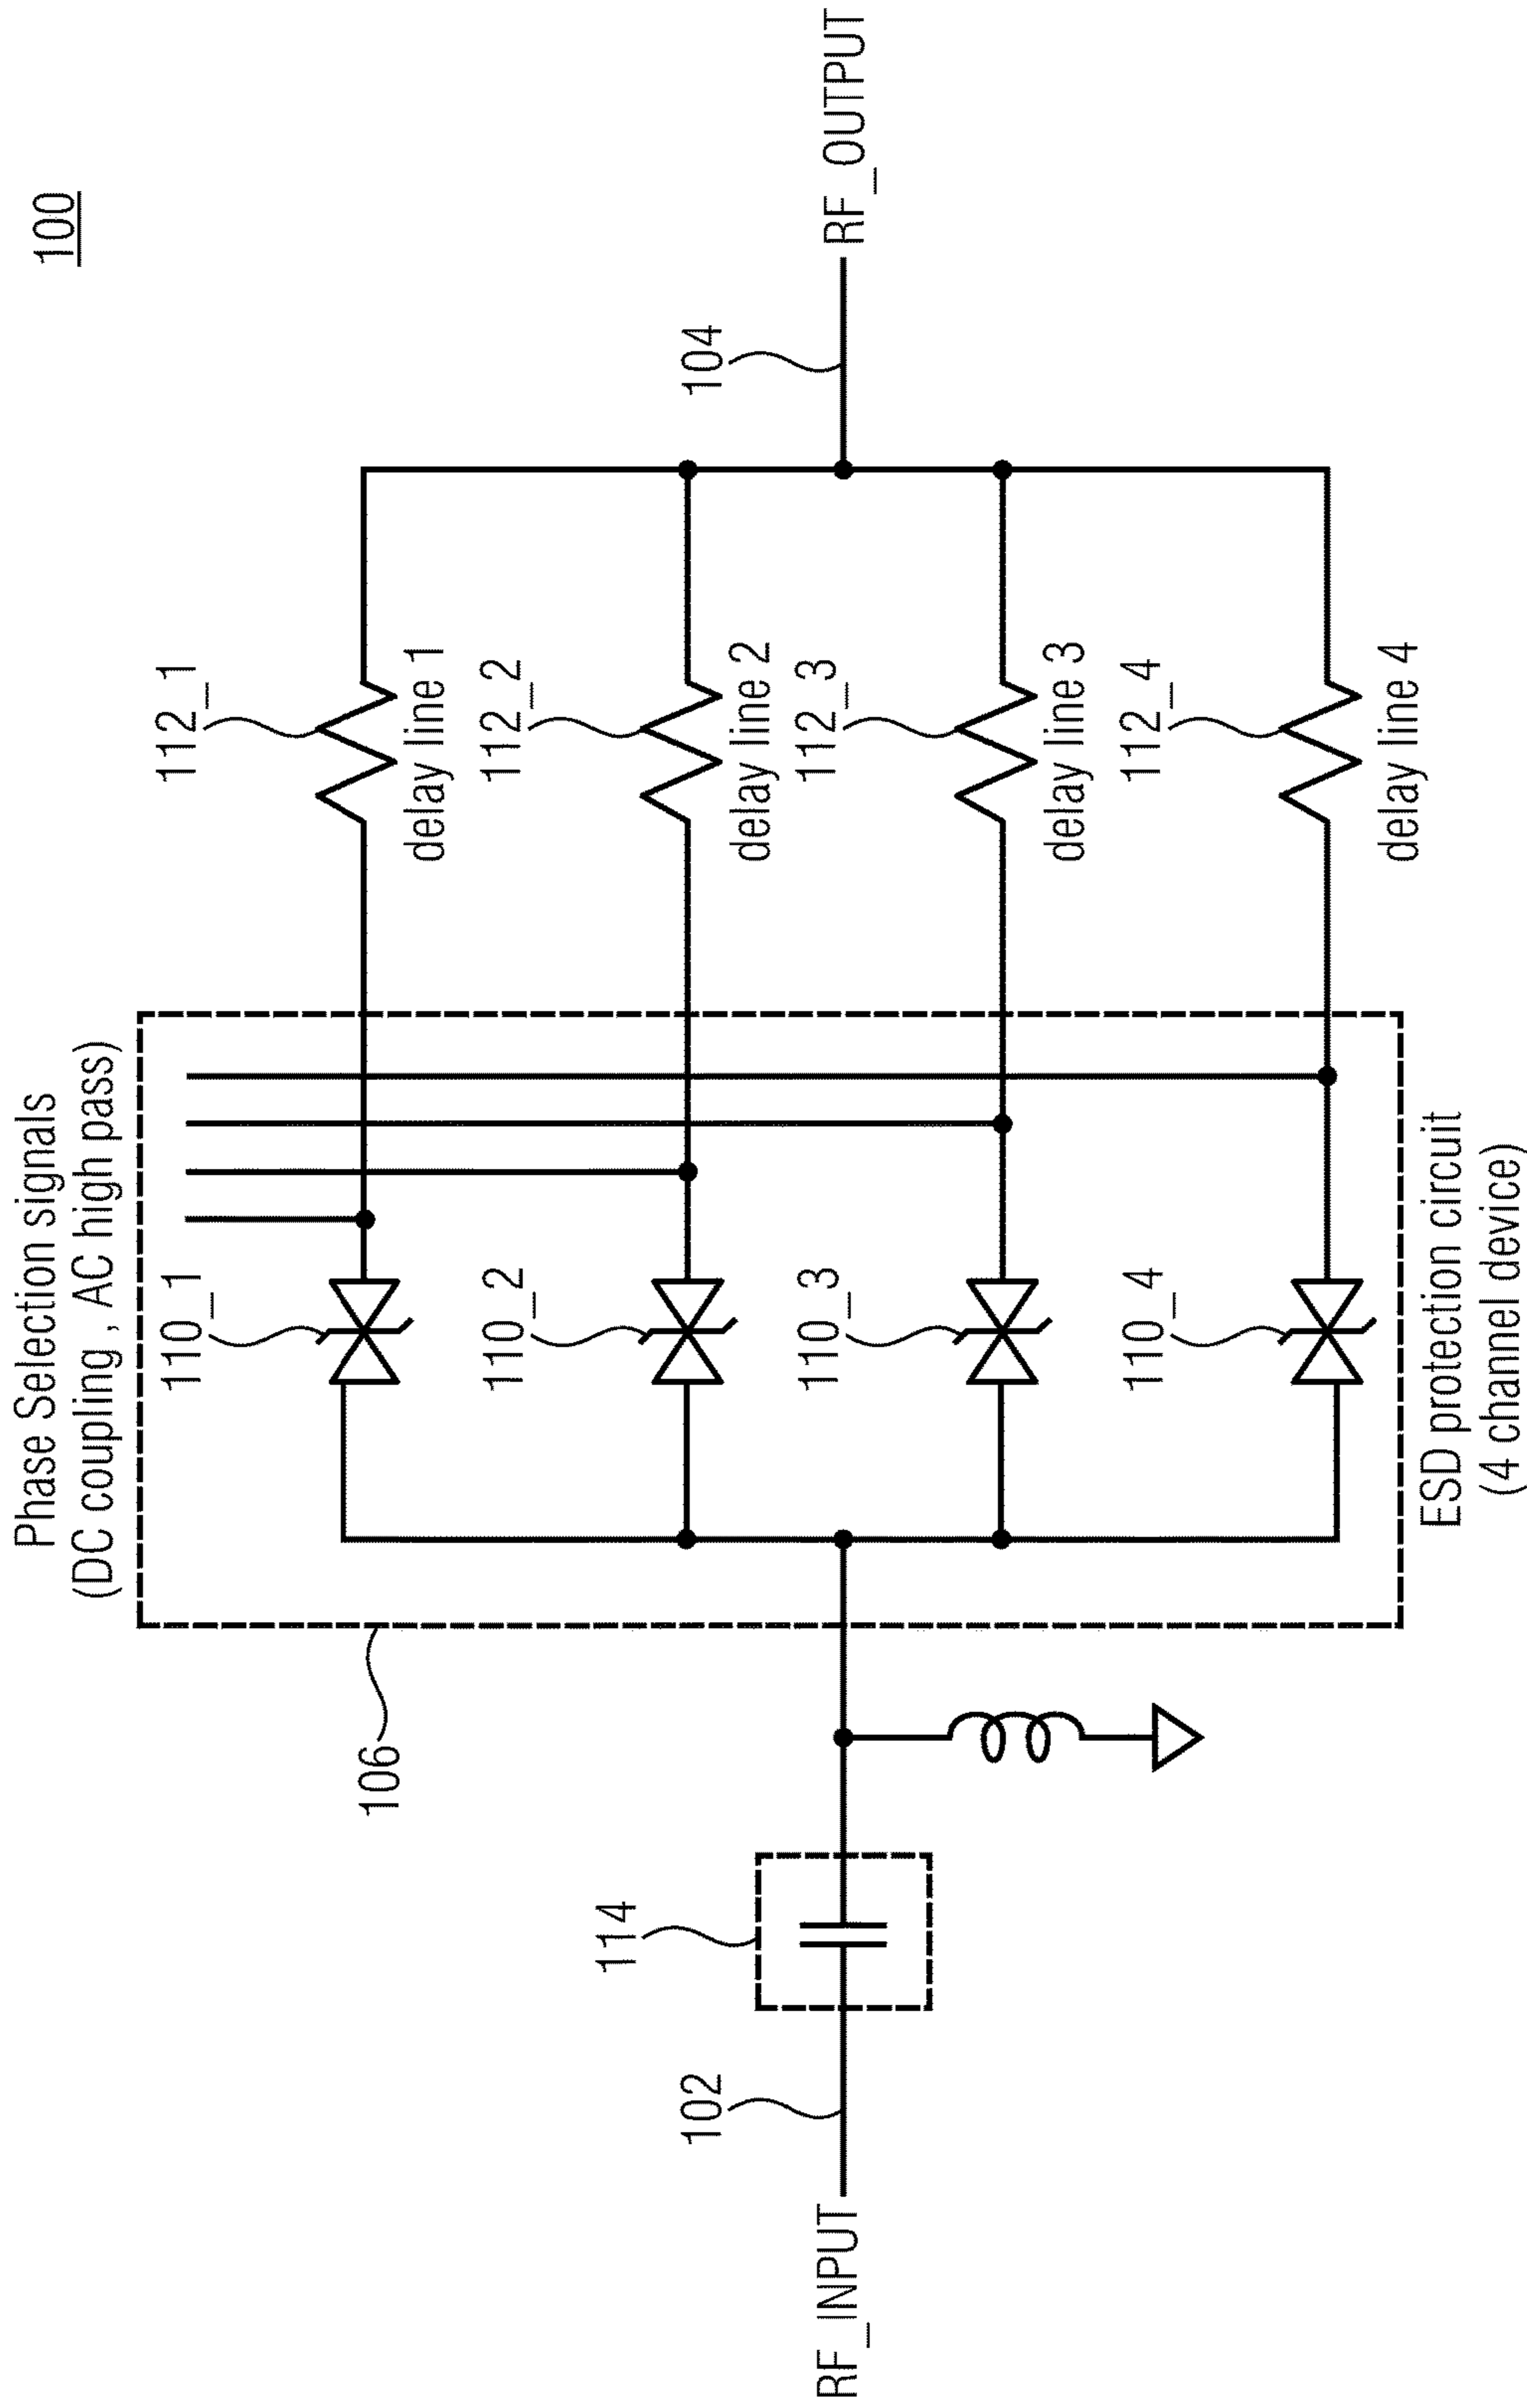 100
Phase Selection signals
(DC coupling , AC high pass)
106
110_1
112_1
delay line 1
110_2
112_2
delay line 2
RF_INPUT
102
114
104
RF_OUTPUT
110_3
112_3
delay line 3
110_4
112_4
delay line 4
ESD protection circuit
(4 channel device)